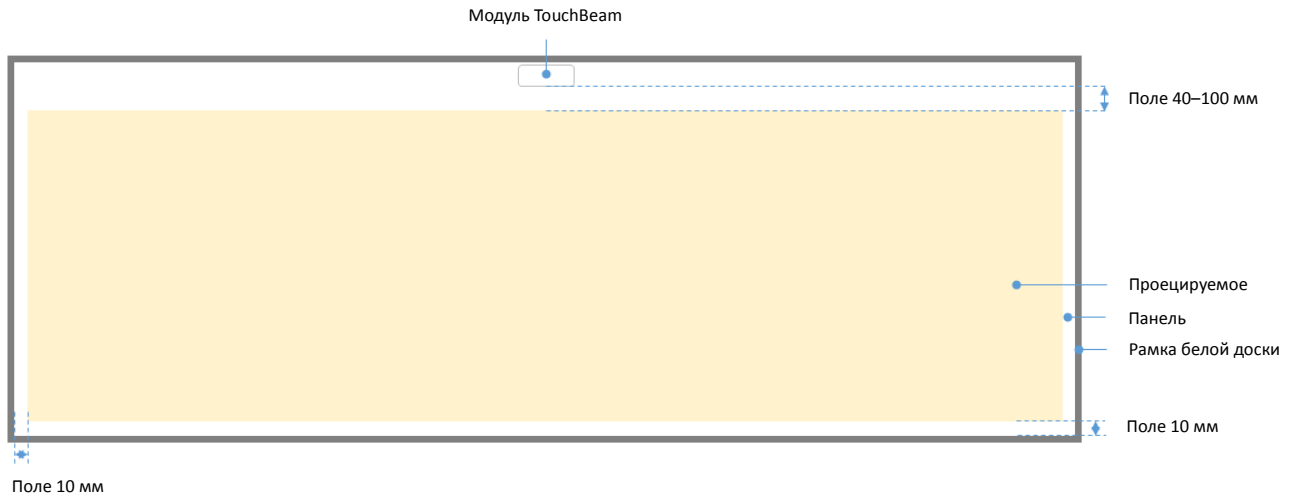 Модуль TouchBeam
Поле 40–100 мм
Проецируемое
Панель
Рамка белой доски
Поле 10 мм
Поле 10 мм